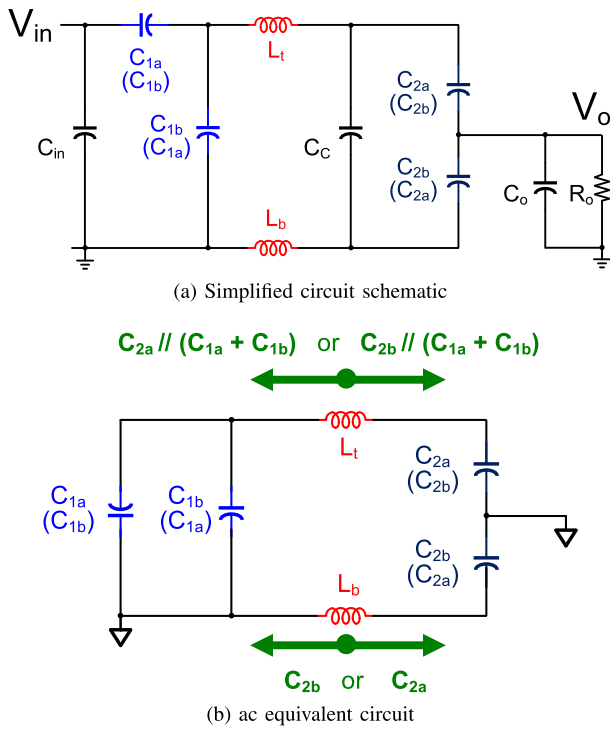 Vin
C1a
(C1b)
Lt
C2a
(C2b)
Vo
Cin
C1b
(C1a)
CC
C2b
(C2a)
Co
Ro
Lb
(a) Simplified circuit schematic
C2a // (C1a + C1b) or C2b // (C1a + C1b)
Lt
C1a
(C1b)
C1b
(C1a)
C2a
(C2b)
C2b
(C2a)
Lb
C2b or C2a
(b) ac equivalent circuit